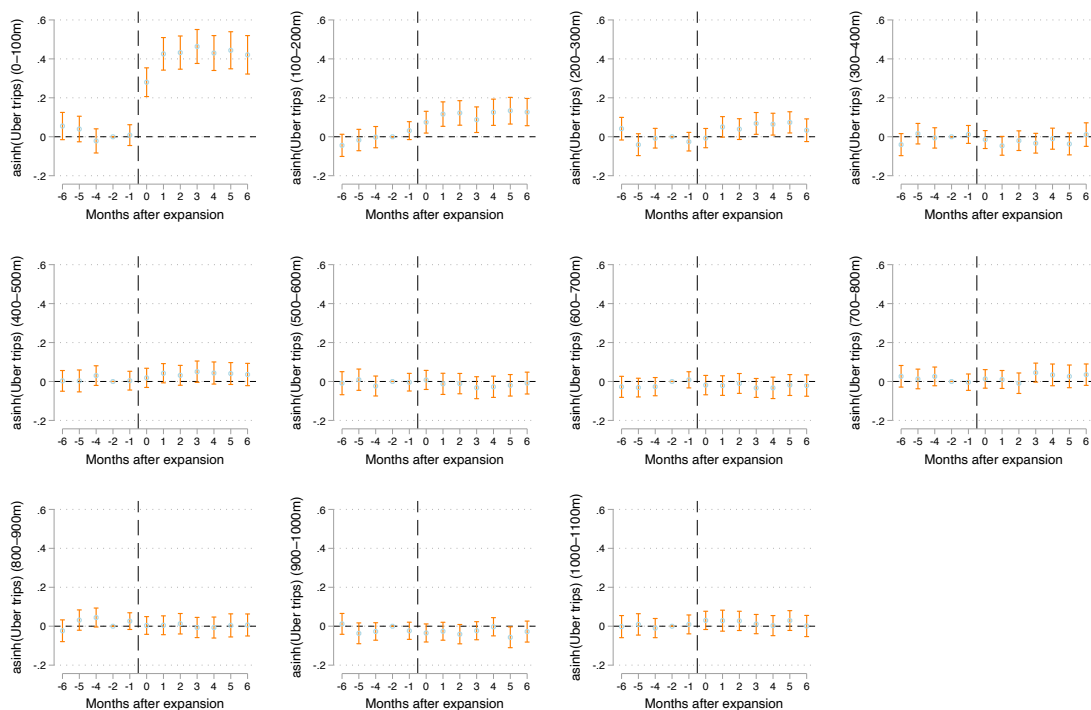 asinh(Uber trips) (0–100m)
.6
.4
.2
0
-.2
-6 -5 -4 -2 -1 0 1 2 3 4 5 6
Months after expansion
asinh(Uber trips) (100–200m)
.6
.4
.2
0
-.2
-6 -5 -4 -2 -1 0 1 2 3 4 5 6
Months after expansion
asinh(Uber trips) (200–300m)
.6
.4
.2
0
-.2
-6 -5 -4 -2 -1 0 1 2 3 4 5 6
Months after expansion
asinh(Uber trips) (300–400m)
.6
.4
.2
0
-.2
-6 -5 -4 -2 -1 0 1 2 3 4 5 6
Months after expansion
asinh(Uber trips) (400–500m)
.6
.4
.2
0
-.2
-6 -5 -4 -2 -1 0 1 2 3 4 5 6
Months after expansion
asinh(Uber trips) (500–600m)
.6
.4
.2
0
-.2
-6 -5 -4 -2 -1 0 1 2 3 4 5 6
Months after expansion
asinh(Uber trips) (600–700m)
.6
.4
.2
0
-.2
-6 -5 -4 -2 -1 0 1 2 3 4 5 6
Months after expansion
asinh(Uber trips) (700–800m)
.6
.4
.2
0
-.2
-6 -5 -4 -2 -1 0 1 2 3 4 5 6
Months after expansion
asinh(Uber trips) (800–900m)
.6
.4
.2
0
-.2
-6 -5 -4 -2 -1 0 1 2 3 4 5 6
Months after expansion
asinh(Uber trips) (900–1000m)
.6
.4
.2
0
-.2
-6 -5 -4 -2 -1 0 1 2 3 4 5 6
Months after expansion
asinh(Uber trips) (1000–1100m)
.6
.4
.2
0
-.2
-6 -5 -4 -2 -1 0 1 2 3 4 5 6
Months after expansion